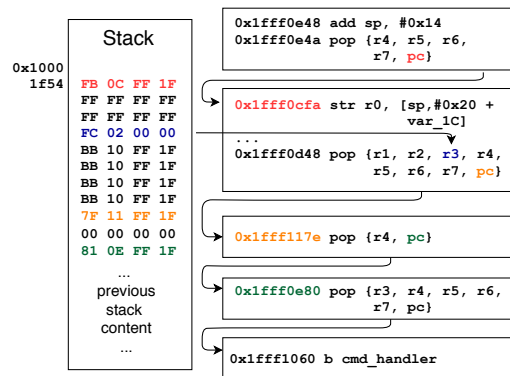 Stack
0x1000
1f54
FB 0C FF 1F
FF FF FF FF
FF FF FF FF
FC 02 00 00
BB 10 FF 1F
BB 10 FF 1F
BB 10 FF 1F
BB 10 FF 1F
7F 11 FF 1F
00 00 00 00
81 0E FF 1F
...
previous
stack
content
...
0x1fff0e48 add sp, #0x14
0x1fff0e4a pop {r4, r5, r6,
r7, pc}
0x1fff0cfa str r0, [sp,#0x20 +
var_1C]
...
0x1fff0d48 pop {r1, r2, r3, r4,
r5, r6, r7, pc}
0x1fff117e pop {r4, pc}
0x1fff0e80 pop {r3, r4, r5, r6,
r7, pc}
0x1fff1060 b cmd_handler